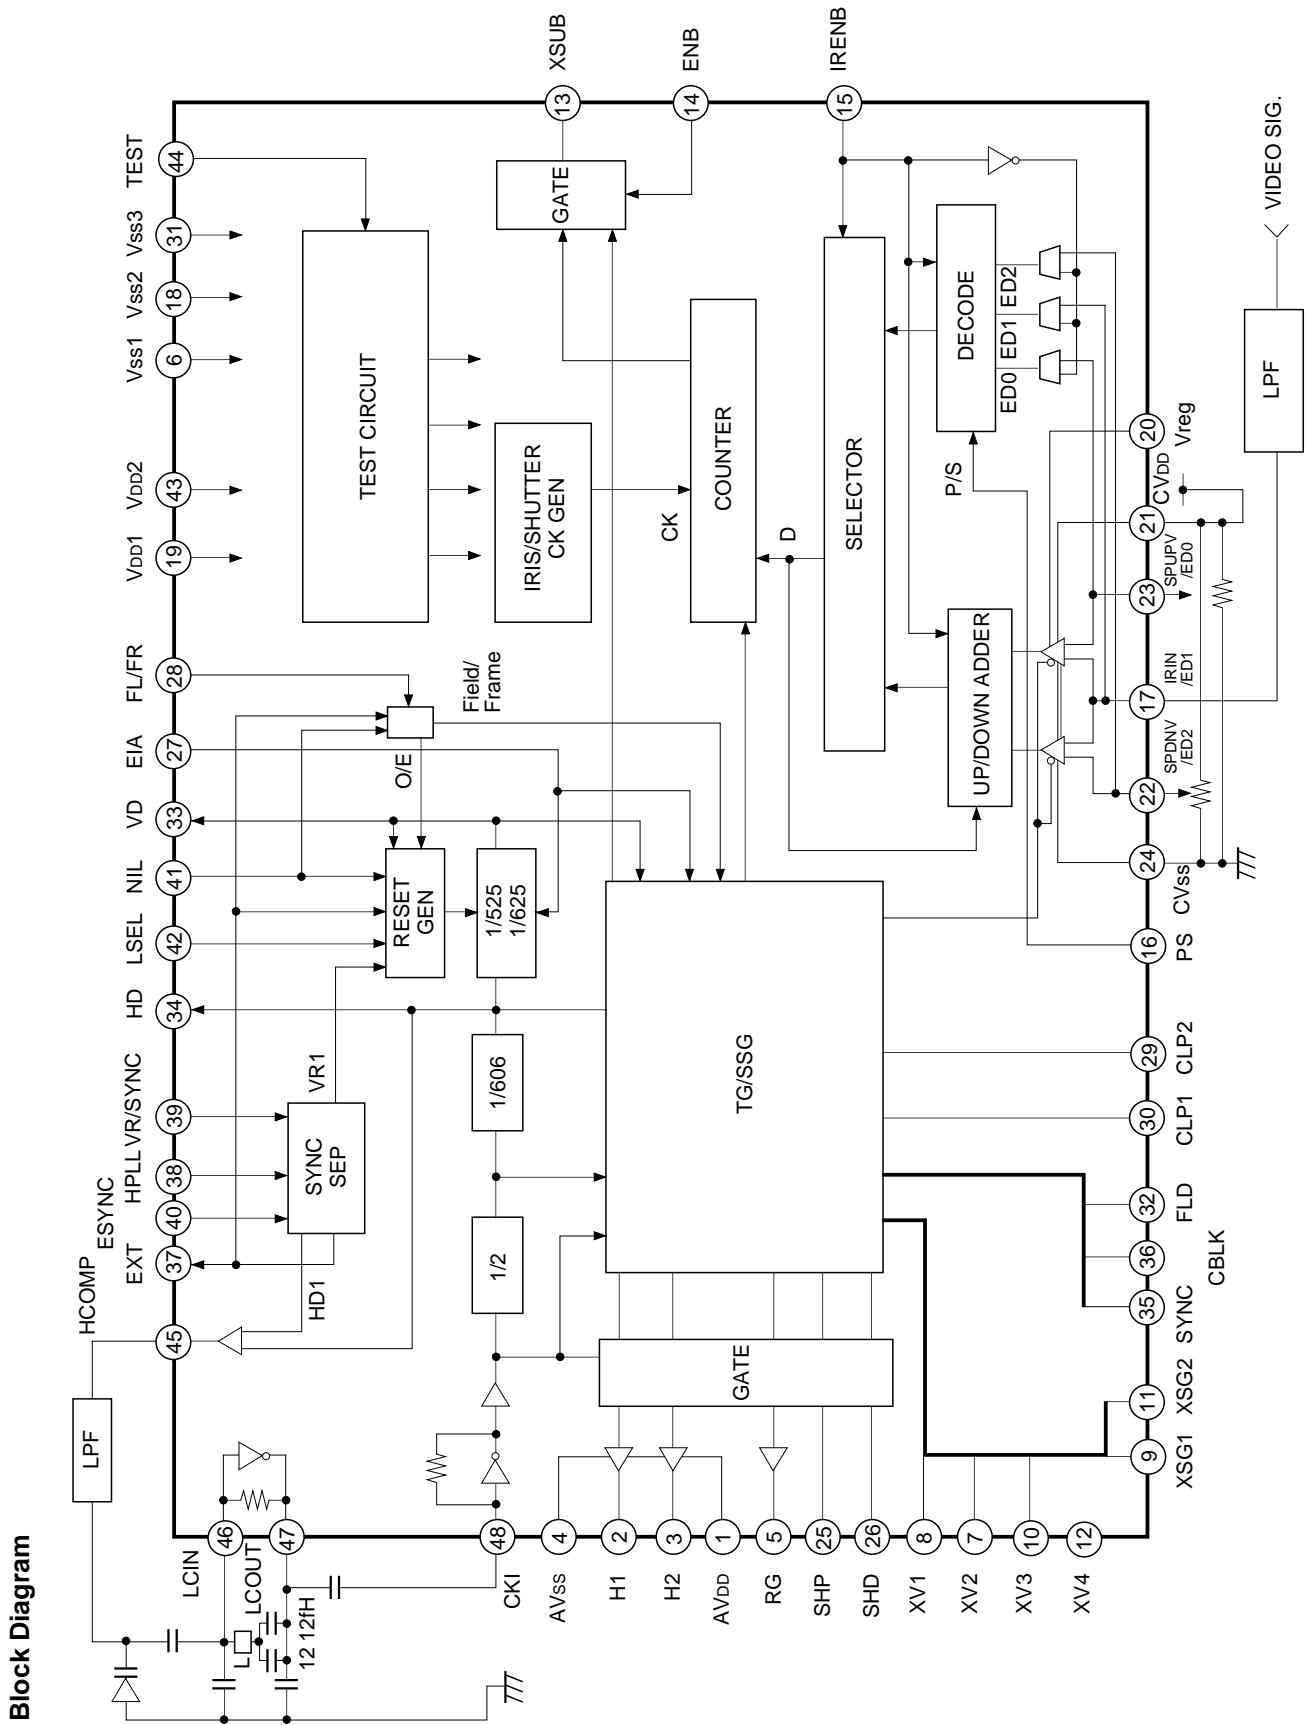 Block Diagram
HCOMP
EXT
ESYNC
HPLL
VR/SYNC
HD
LSEL
NIL
VD
EIA
FL/FR
VDD1
VDD2
Vss1
Vss2
Vss3
TEST
45
37
40
38
39
34
42
41
33
27
28
19
43
6
18
31
44
LPF
LCIN
46
LCOUT
47
L
12 12fH
CKI
48
HD1
SYNC
SEP
VR1
RESET
GEN
O/E
Field/
Frame
TEST CIRCUIT
1/2
1/606
1/525
1/625
IRIS/SHUTTER
CK GEN
GATE
XSUB
13
ENB
14
IRENB
15
CK
COUNTER
D
SELECTOR
P/S
DECODE
ED0
ED1
ED2
UP/DOWN ADDER
TG/SSG
GATE
AVss
4
H1
2
H2
3
AVDD
1
RG
5
SHP
25
SHD
26
XV1
8
XV2
7
XV3
10
XV4
12
9
XSG1
11
XSG2
35
SYNC
36
CBLK
32
FLD
30
CLP1
29
CLP2
16
PS
24
CVss
22
SPDNV
/ED2
17
IRIN
/ED1
23
SPUPV
/ED0
21
CVDD
20
Vreg
LPF
VIDEO SIG.